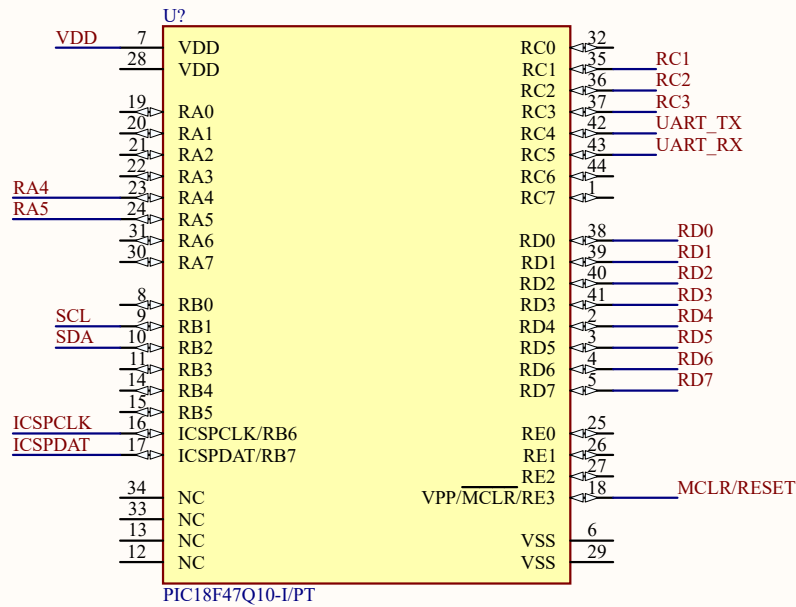 U?
VDD 7 VDD RC0 32
28 VDD RC1 35 RC1
RC2 36 RC2
19 RA0 RC3 37 RC3
20 RA1 RC4 42 UART_TX
21 RA2 RC5 43 UART_RX
22 RA3 RC6 44
RA4 23 RA4 RC7 1
RA5 24 RA5
31 RA6 RD0 38 RD0
30 RA7 RD1 39 RD1
RD2 40 RD2
8 RB0 RD3 41 RD3
SCL 9 RB1 RD4 2 RD4
SDA 10 RB2 RD5 3 RD5
11 RB3 RD6 4 RD6
14 RB4 RD7 5 RD7
15 RB5
ICSPCLK 16 ICSPCLK/RB6 RE0 25
ICSPDAT 17 ICSPDAT/RB7 RE1 26
RE2 27
34 NC VPP/MCLR/RE3 18 MCLR/RESET
33 NC
13 NC VSS 6
12 NC VSS 29
PIC18F47Q10-I/PT